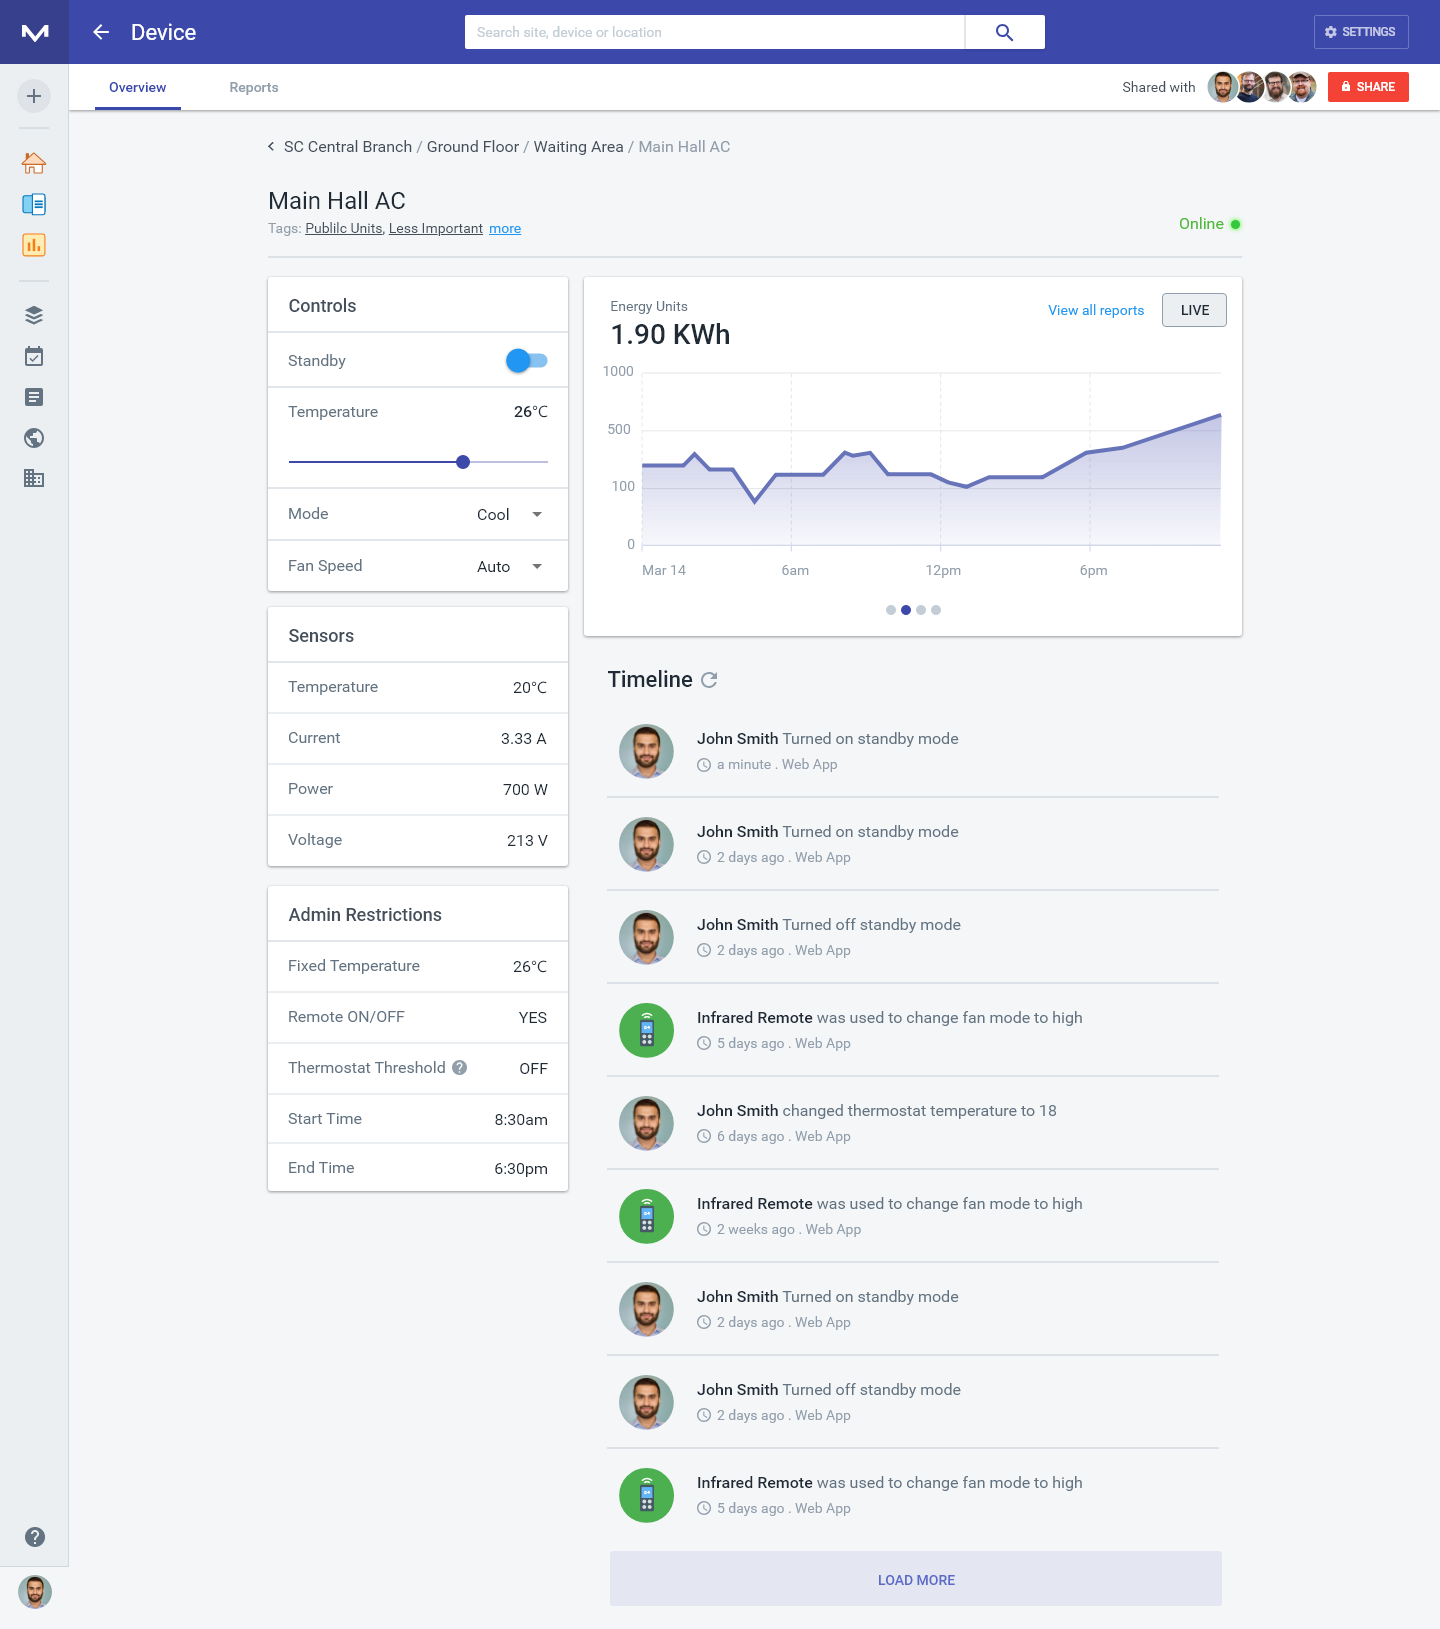 Device
Search site, device or location
SETTINGS
Overview
Reports
Shared with
SHARE
SC Central Branch / Ground Floor / Waiting Area / Main Hall AC
Main Hall AC
Tags: Publilc Units, Less Important more
Online
Controls
Standby
Temperature 26°C
Mode Cool
Fan Speed Auto
Sensors
Temperature 20°C
Current 3.33 A
Power 700 W
Voltage 213 V
Admin Restrictions
Fixed Temperature 26°C
Remote ON/OFF YES
Thermostat Threshold ? OFF
Start Time 8:30am
End Time 6:30pm
Energy Units
1.90 KWh
View all reports
LIVE
1000
500
100
0
Mar 14 6am 12pm 6pm
Timeline
John Smith Turned on standby mode
a minute . Web App
John Smith Turned on standby mode
2 days ago . Web App
John Smith Turned off standby mode
2 days ago . Web App
Infrared Remote was used to change fan mode to high
5 days ago . Web App
John Smith changed thermostat temperature to 18
6 days ago . Web App
Infrared Remote was used to change fan mode to high
2 weeks ago . Web App
John Smith Turned on standby mode
2 days ago . Web App
John Smith Turned off standby mode
2 days ago . Web App
Infrared Remote was used to change fan mode to high
5 days ago . Web App
LOAD MORE